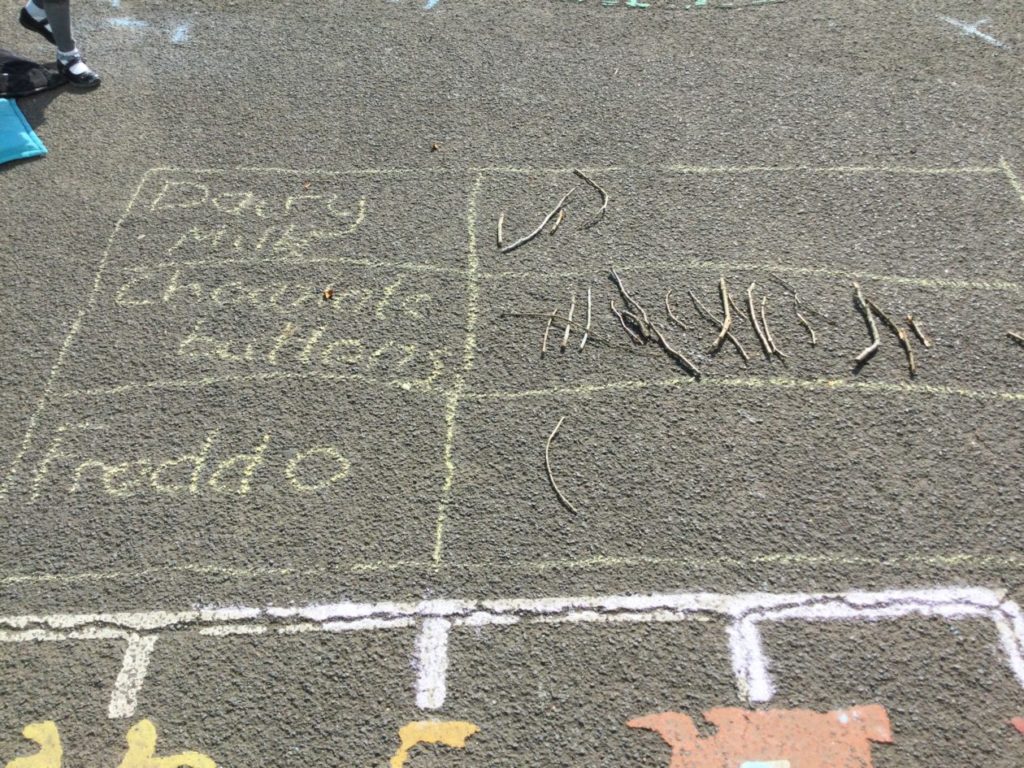 Dairy
Milk
Chocolate
buttons
Freddo